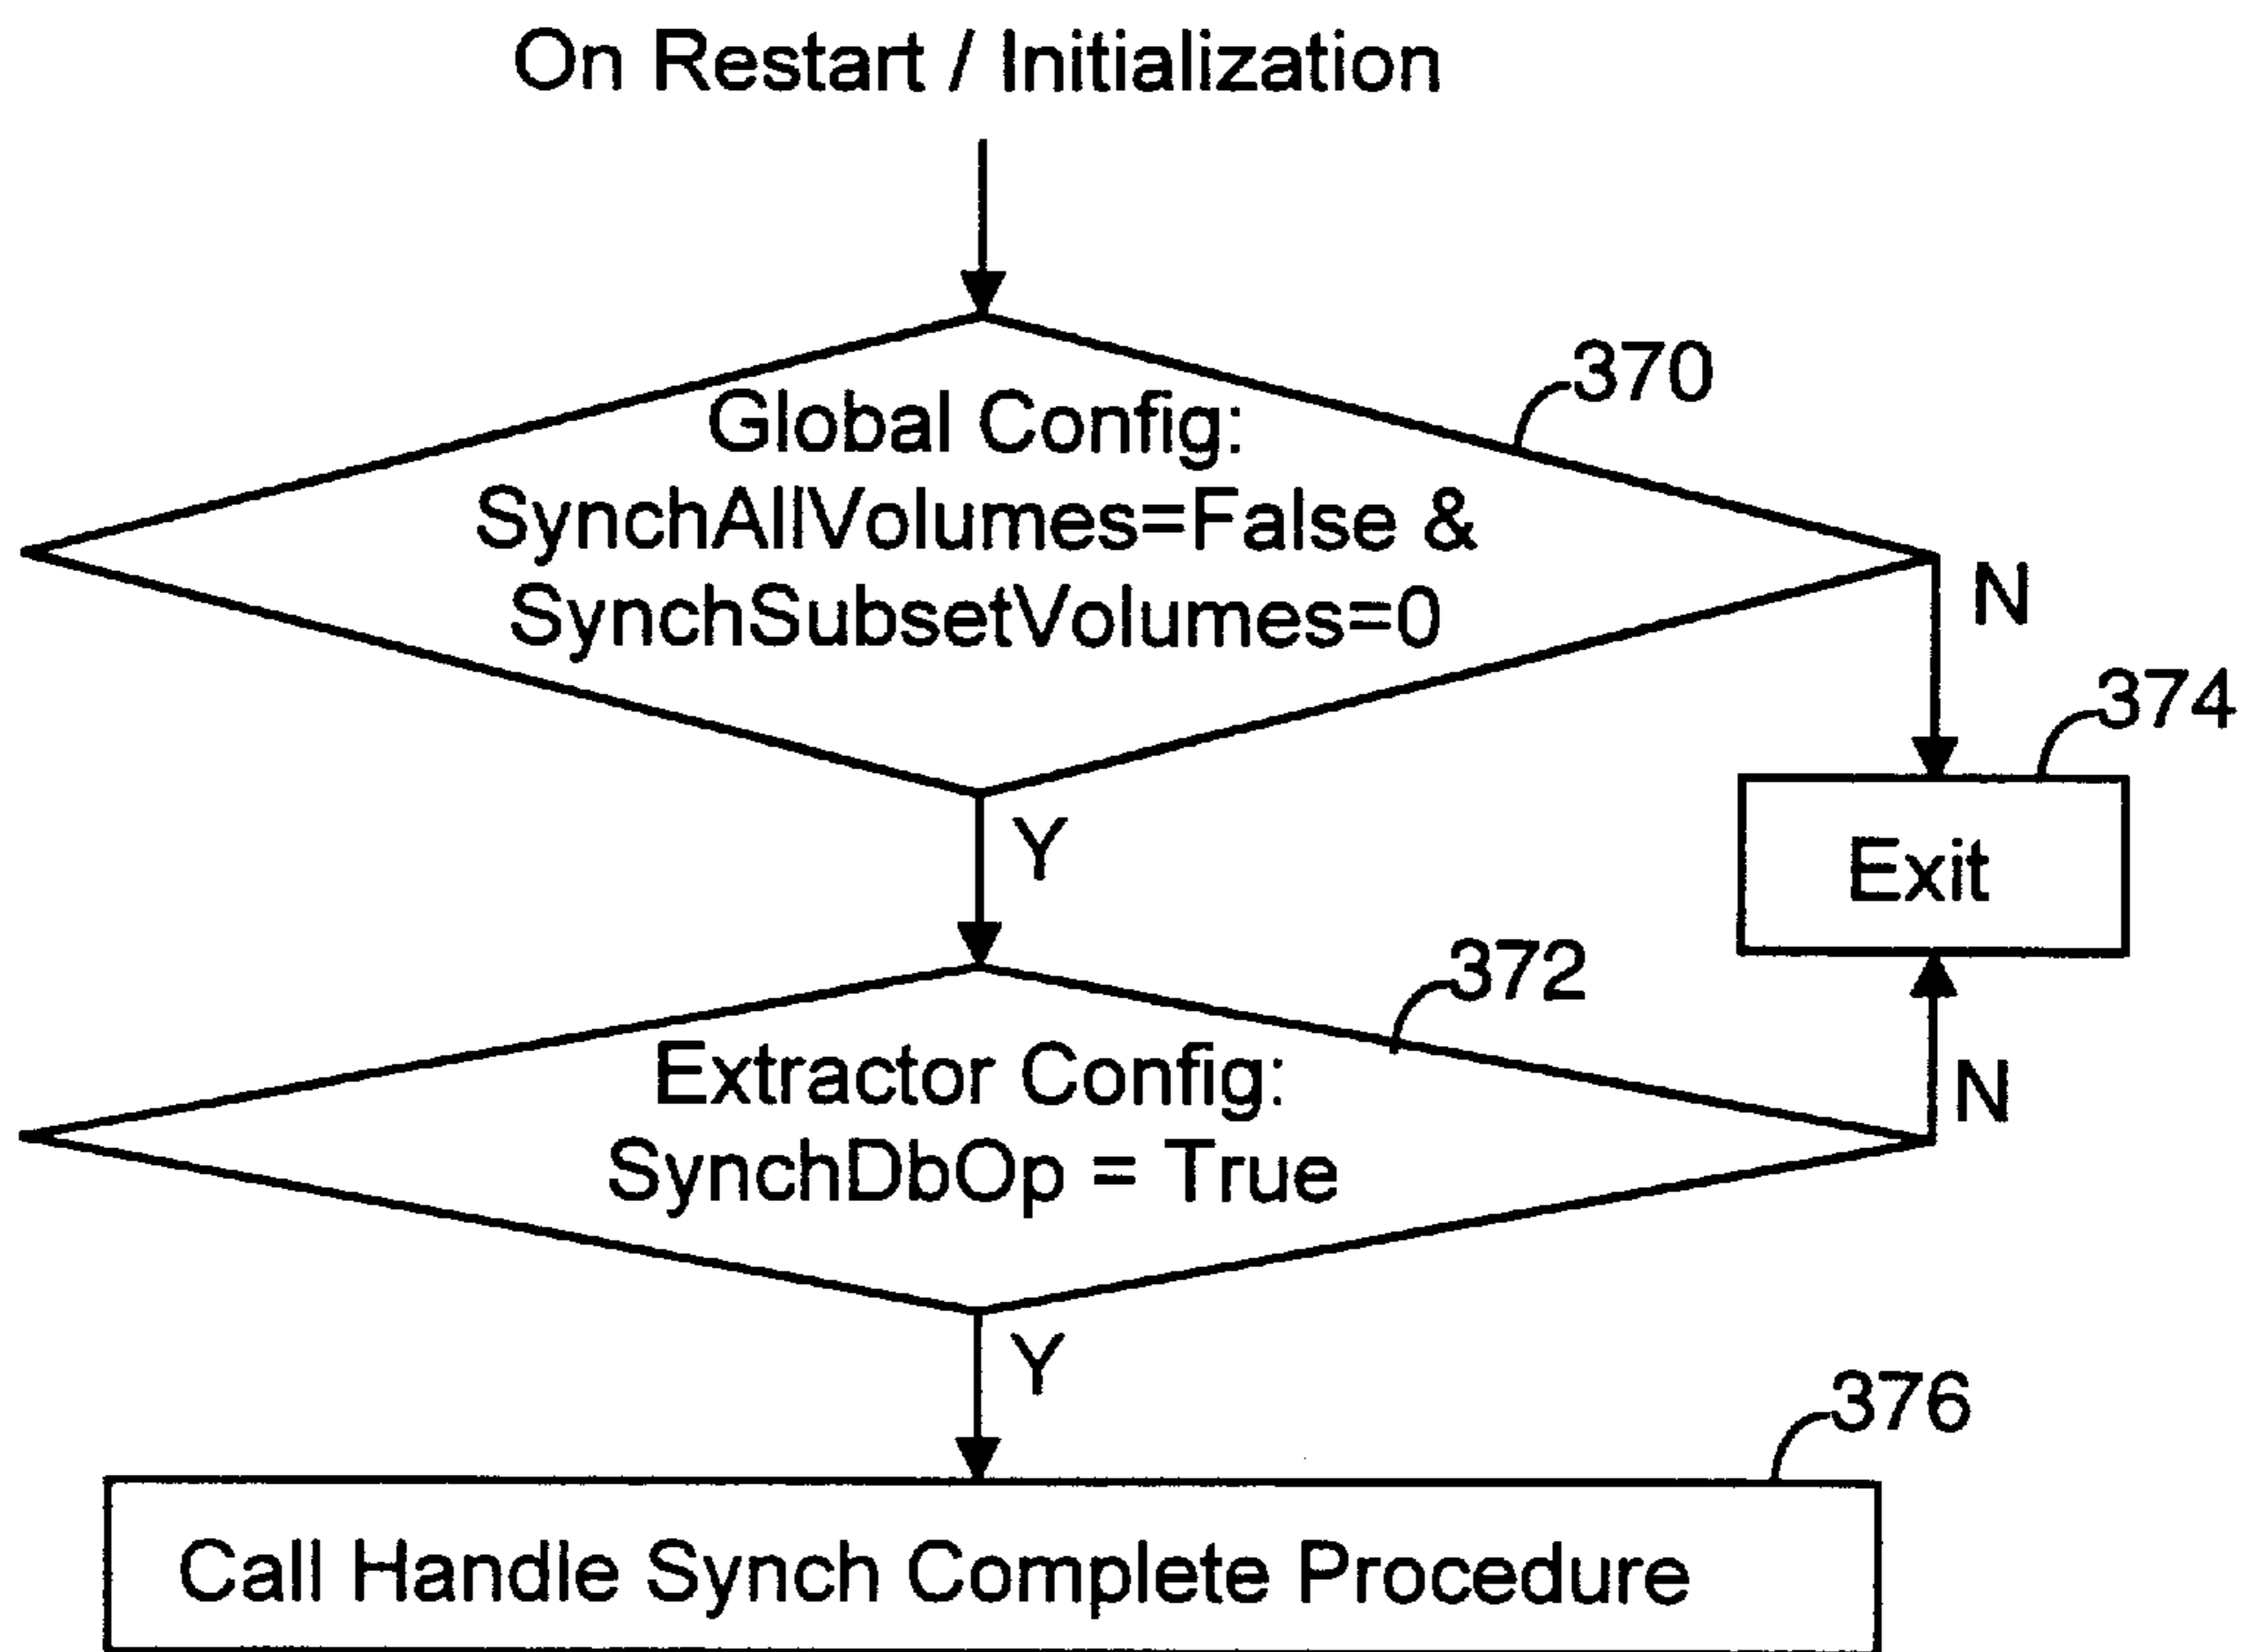 On Restart / Initialization
370
Global Config:
SynchAllVolumes=False &
SynchSubsetVolumes=0
N
374
Y
Exit
372
Extractor Config:
SynchDbOp = True
N
Y
376
Call Handle Synch Complete Procedure